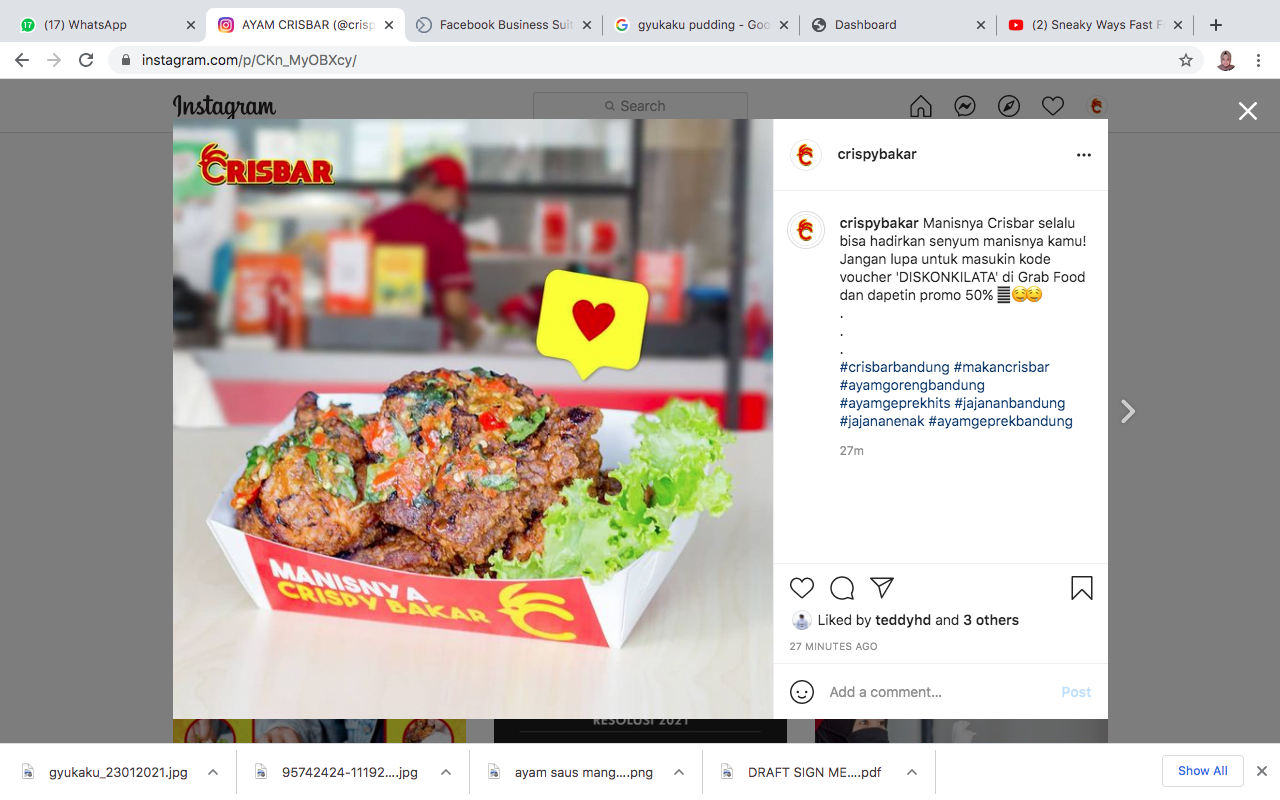 (17) WhatsApp
AYAM CRISBAR (@crisp
Facebook Business Suit
gyukaku pudding - Goo
Dashboard
(2) Sneaky Ways Fast F
instagram.com/p/CKn_MyOBXcy/
Instagram
Search
CRISBAR
MANISNYA
CRISPY BAKAR
crispybakar
crispybakar Manisnya Crisbar selalu
bisa hadirkan senyum manisnya kamu!
Jangan lupa untuk masukin kode
voucher 'DISKONKILATA' di Grab Food
dan dapetin promo 50%
.
.
.
#crisbarbandung #makancrisbar
#ayamgorengbandung
#ayamgeprekhits #jajananbandung
#jajananenak #ayamgeprekbandung
27m
Liked by teddyhd and 3 others
27 MINUTES AGO
Add a comment...
Post
RESOLUSI 2021
gyukaku_23012021.jpg
95742424-11192....jpg
ayam saus mang....png
DRAFT SIGN ME....pdf
Show All